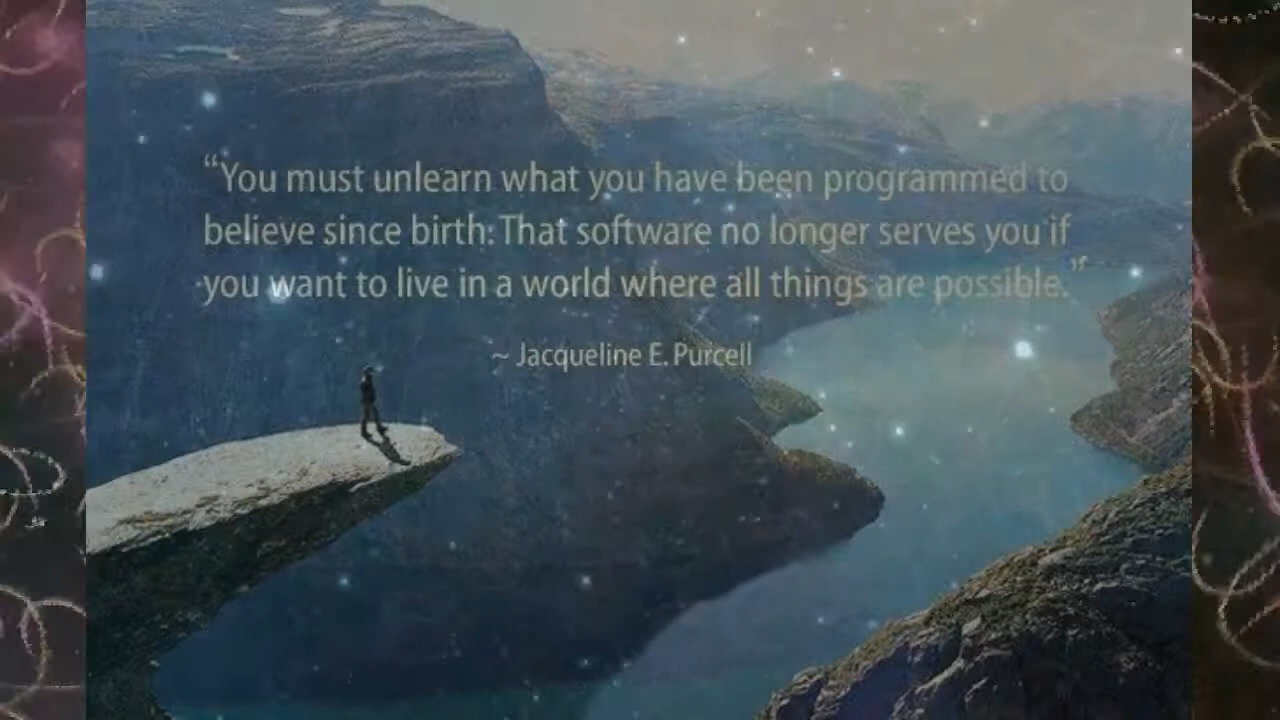 “You must unlearn what you have been programmed to
believe since birth: That software no longer serves you if
you want to live in a world where all things are possible.”
~ Jacqueline E. Purcell